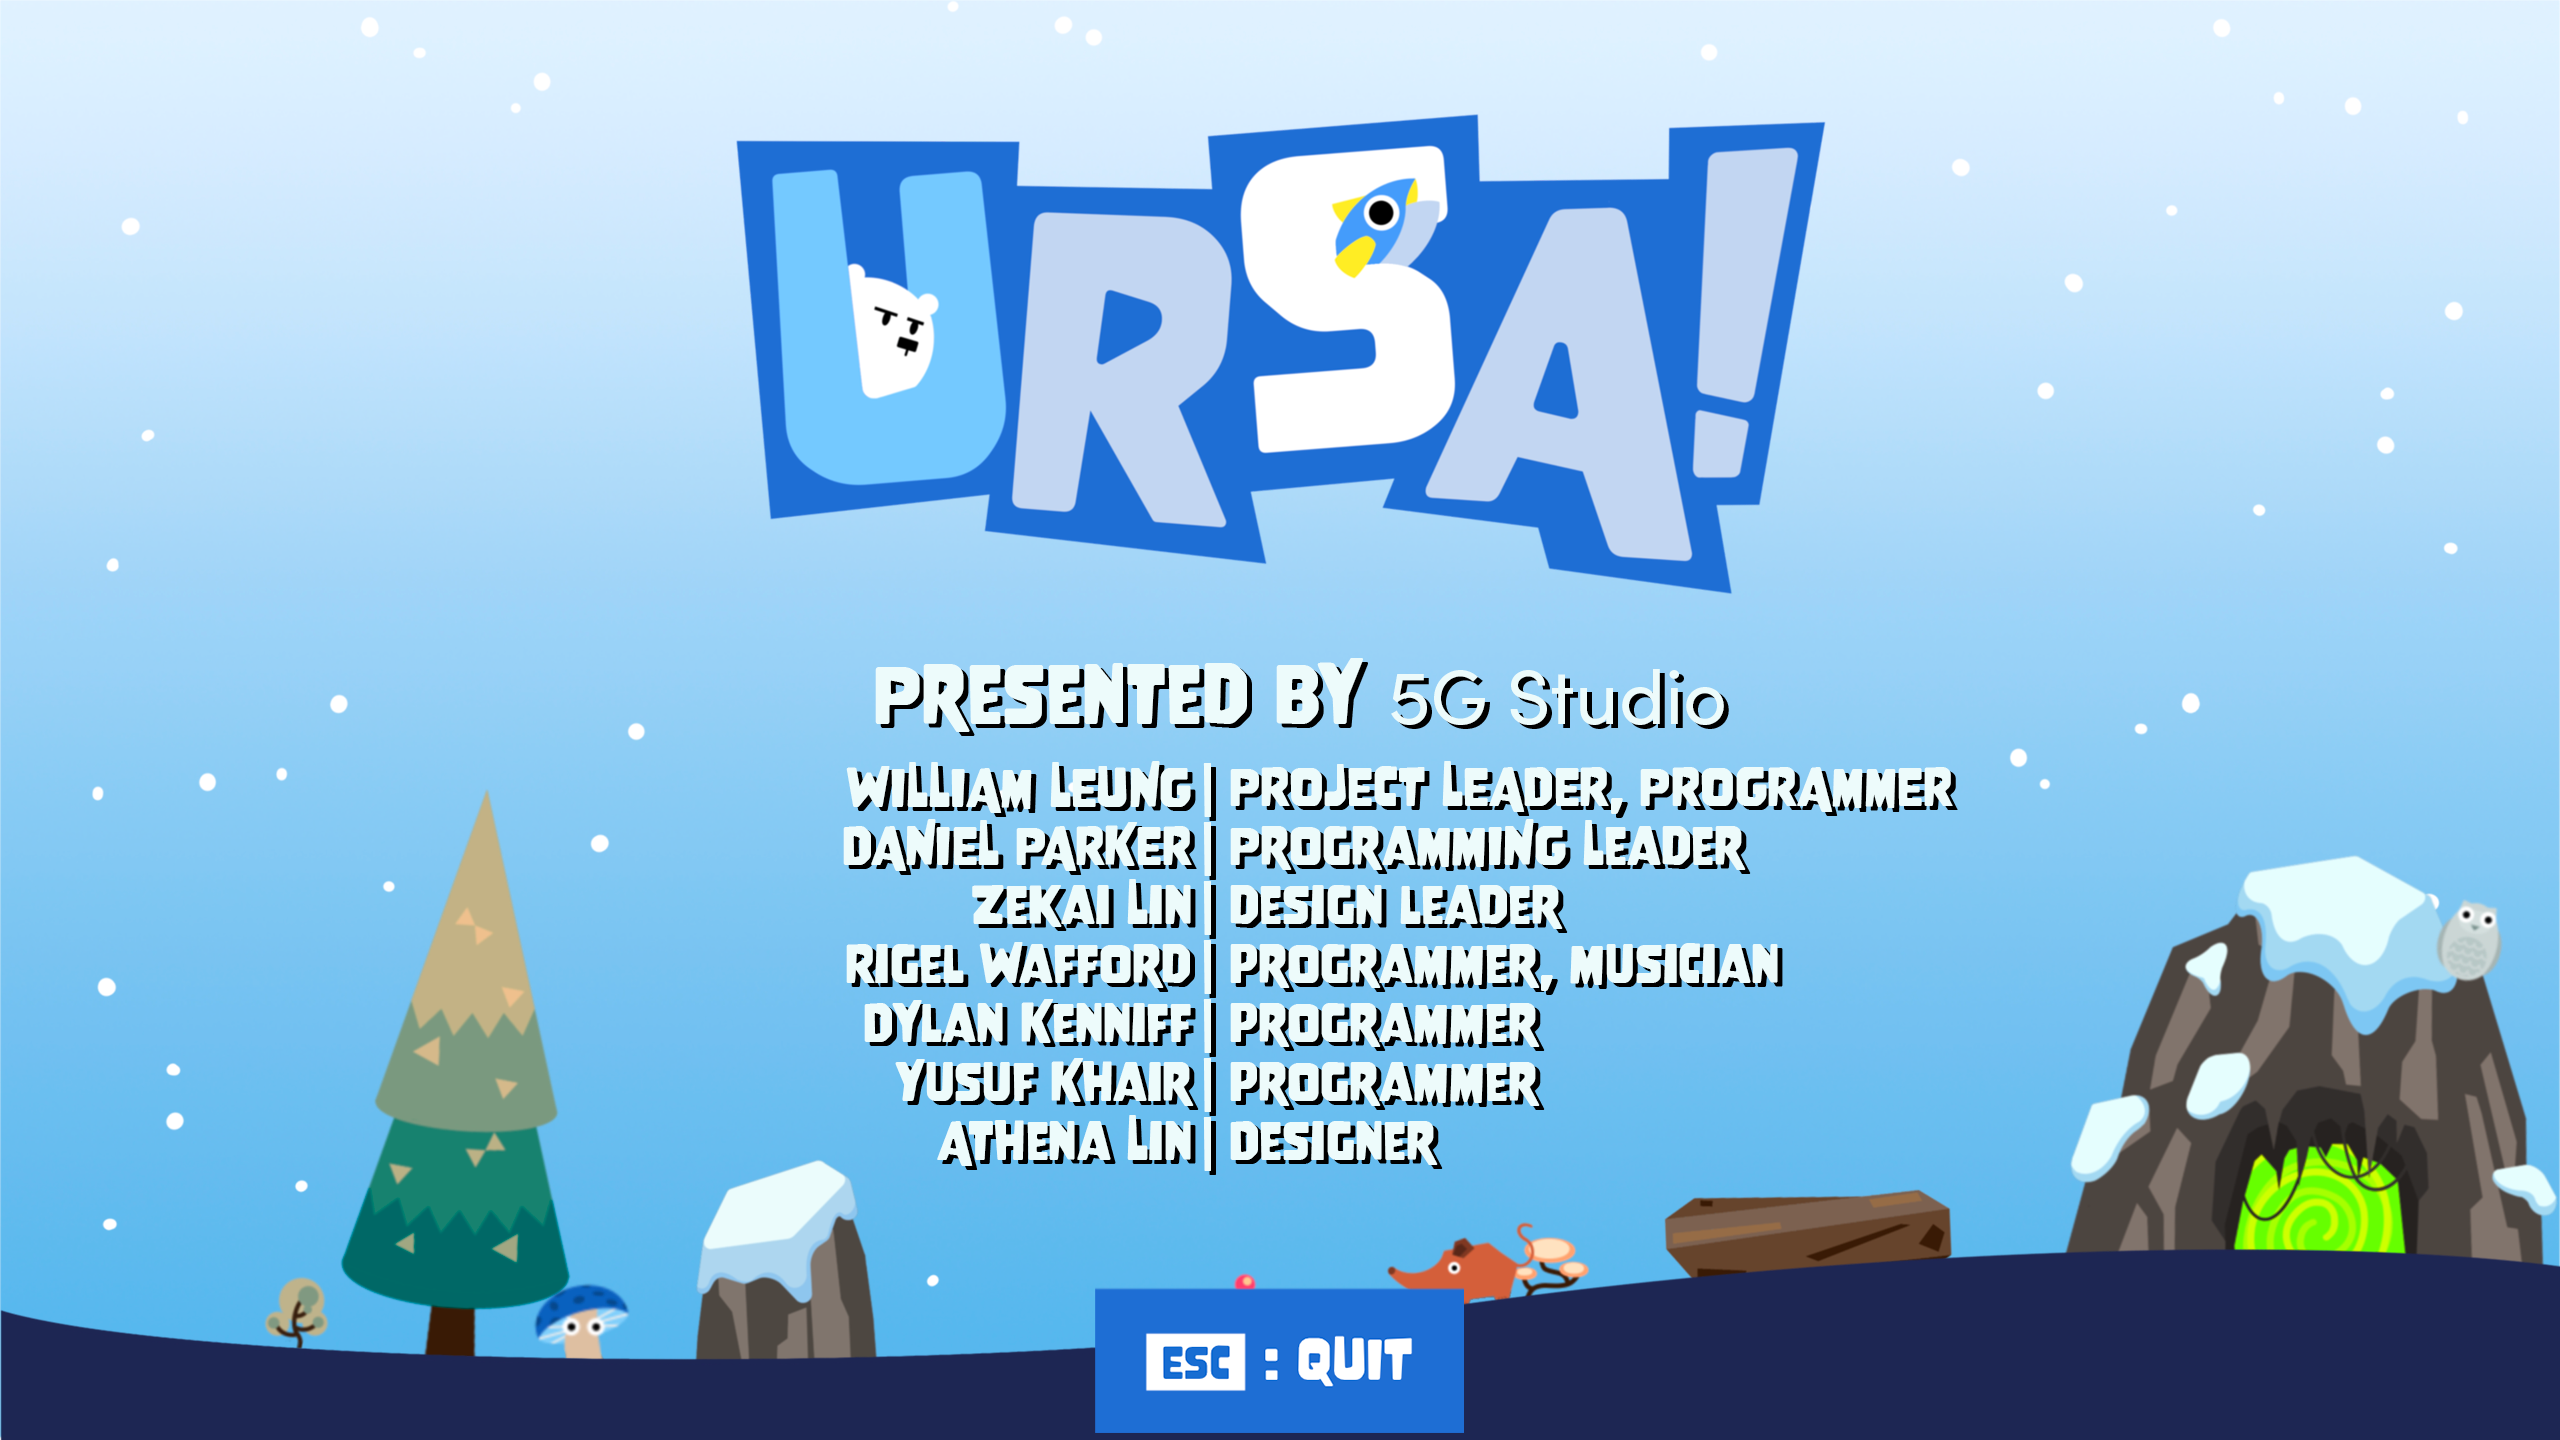 URSA!
PRESENTED BY 5G Studio
WILLIAM LEUNG | PROJECT LEADER, PROGRAMMER
DANIEL PARKER | PROGRAMMING LEADER
ZEKAI LIN | DESIGN LEADER
RIGEL WAFFORD | PROGRAMMER, MUSICIAN
DYLAN KENNIFF | PROGRAMMER
YUSUF KHAIR | PROGRAMMER
ATHENA LIN | DESIGNER
ESC : QUIT